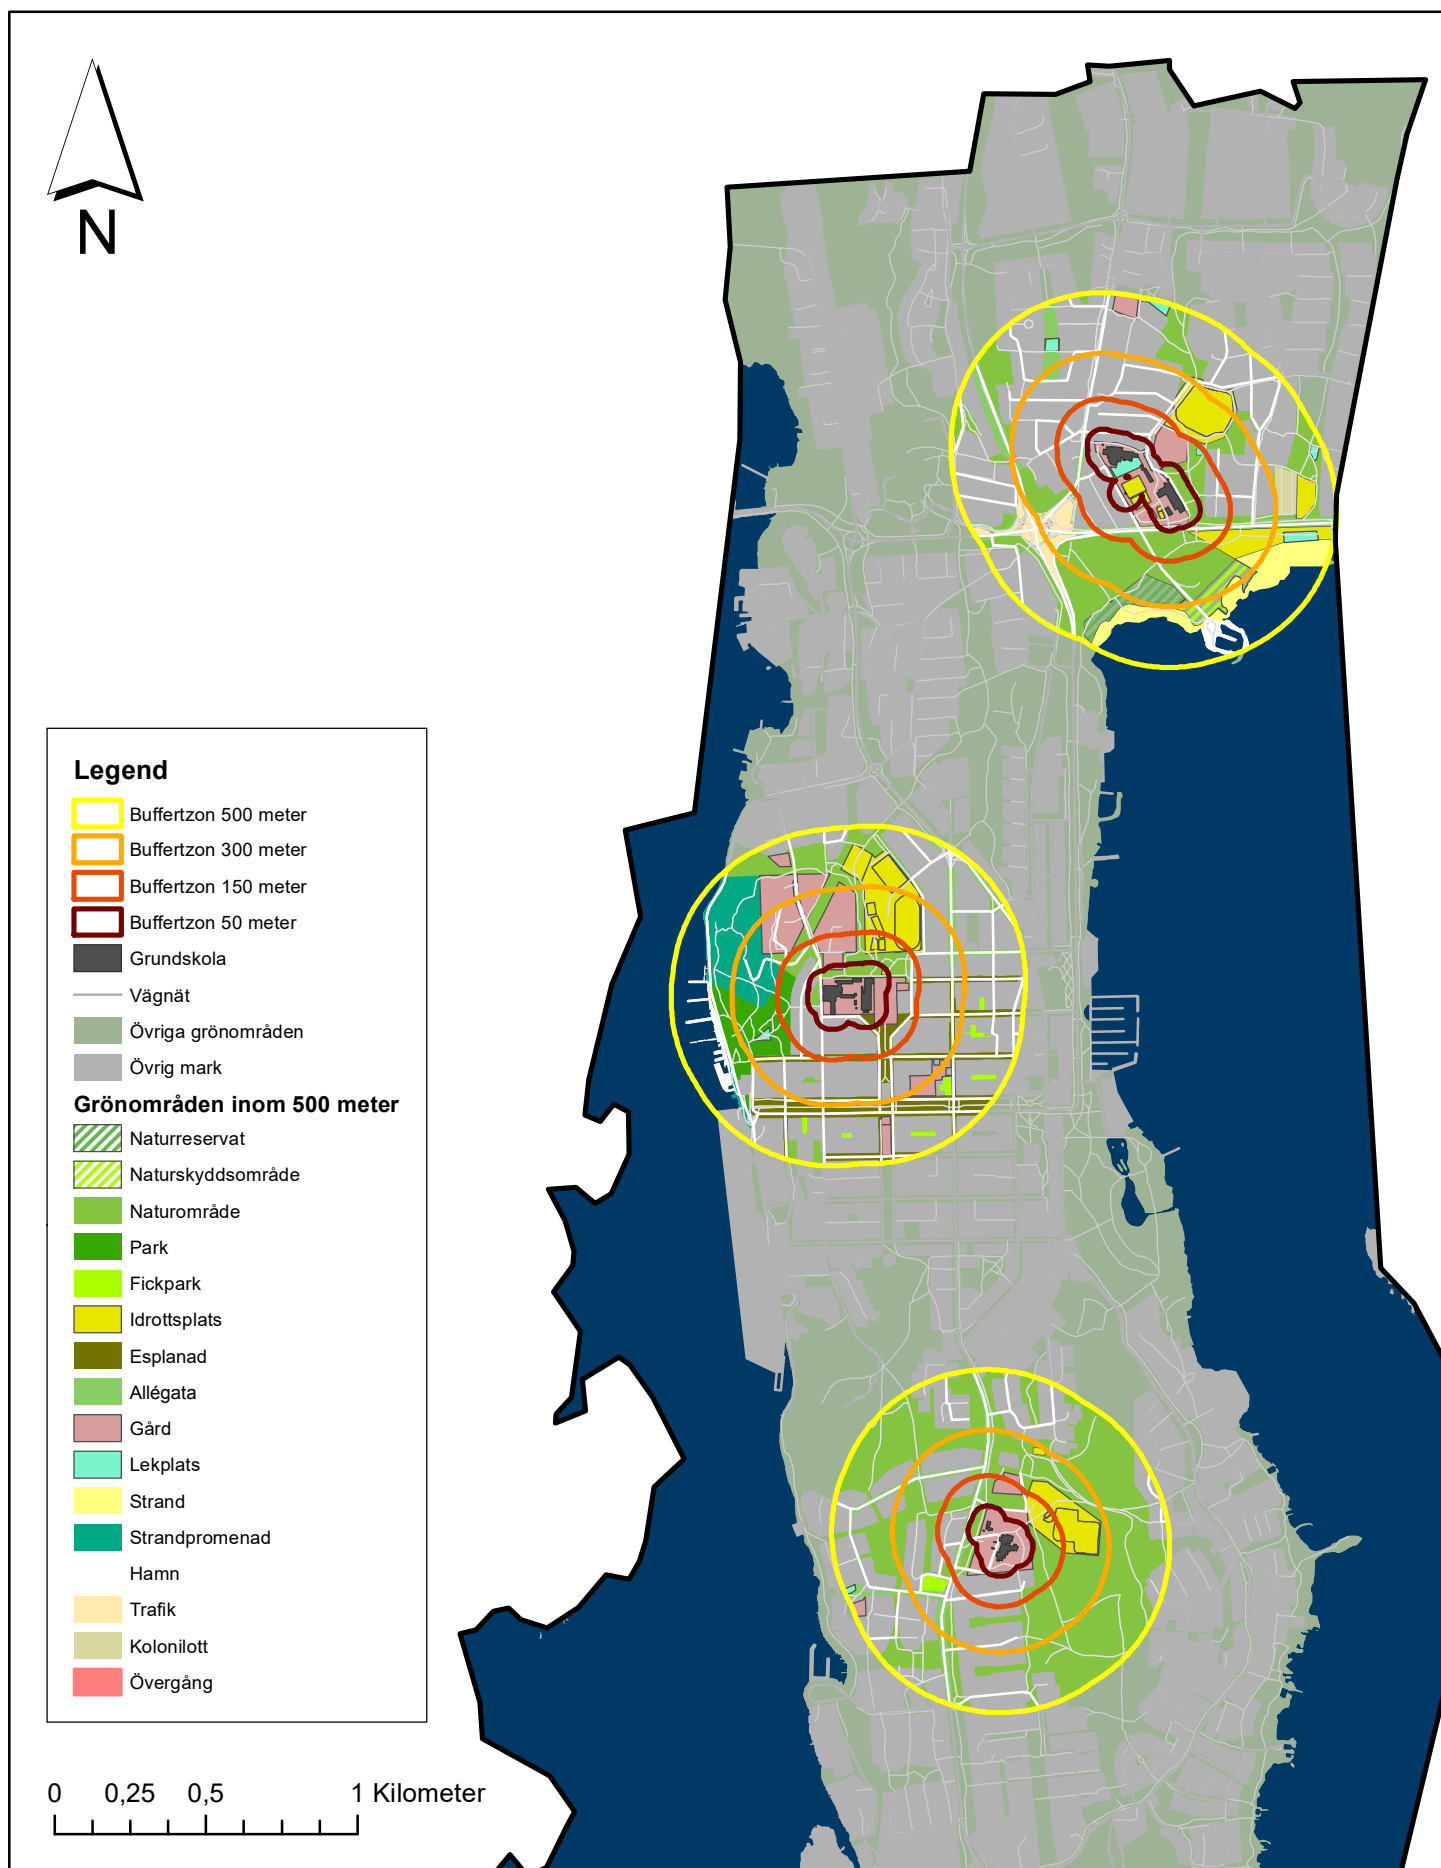 N
Legend
Buffertzon 500 meter
Buffertzon 300 meter
Buffertzon 150 meter
Buffertzon 50 meter
Grundskola
Vägnät
Övriga grönområden
Övrig mark
Grönområden inom 500 meter
Naturreservat
Naturskyddsområde
Naturområde
Park
Fickpark
Idrottsplats
Esplanad
Allégata
Gård
Lekplats
Strand
Strandpromenad
Hamn
Trafik
Kolonilott
Övergång
0 0,25 0,5 1 Kilometer